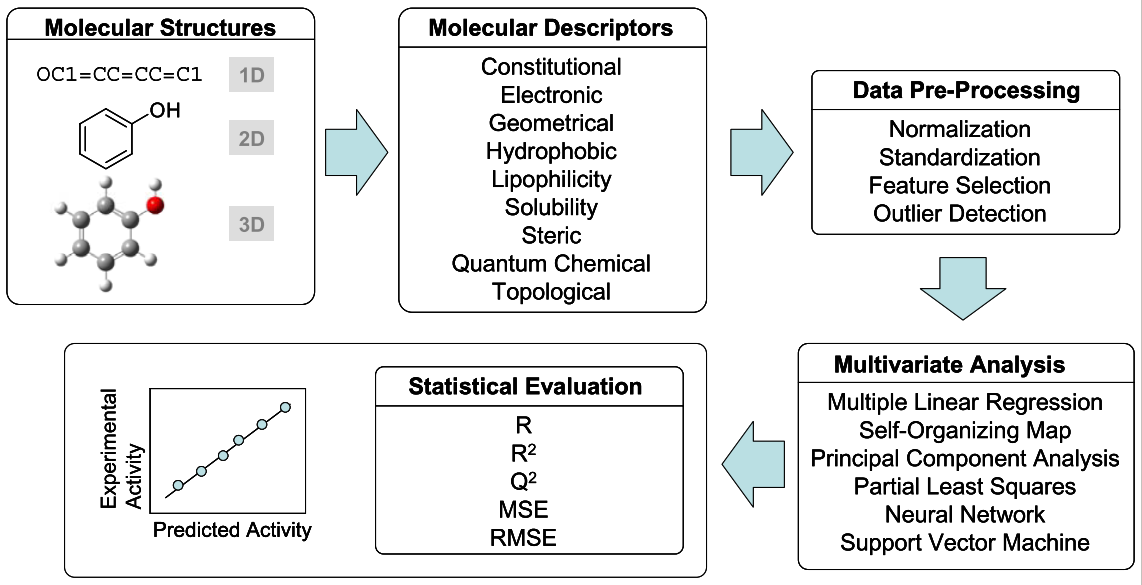 Molecular Structures
OC1=CC=CC=C1
1D
OH
2D
3D
Molecular Descriptors
Constitutional
Electronic
Geometrical
Hydrophobic
Lipophilicity
Solubility
Steric
Quantum Chemical
Topological
Data Pre-Processing
Normalization
Standardization
Feature Selection
Outlier Detection
Multivariate Analysis
Multiple Linear Regression
Self-Organizing Map
Principal Component Analysis
Partial Least Squares
Neural Network
Support Vector Machine
Statistical Evaluation
R
R²
Q²
MSE
RMSE
Experimental
Activity
Predicted Activity